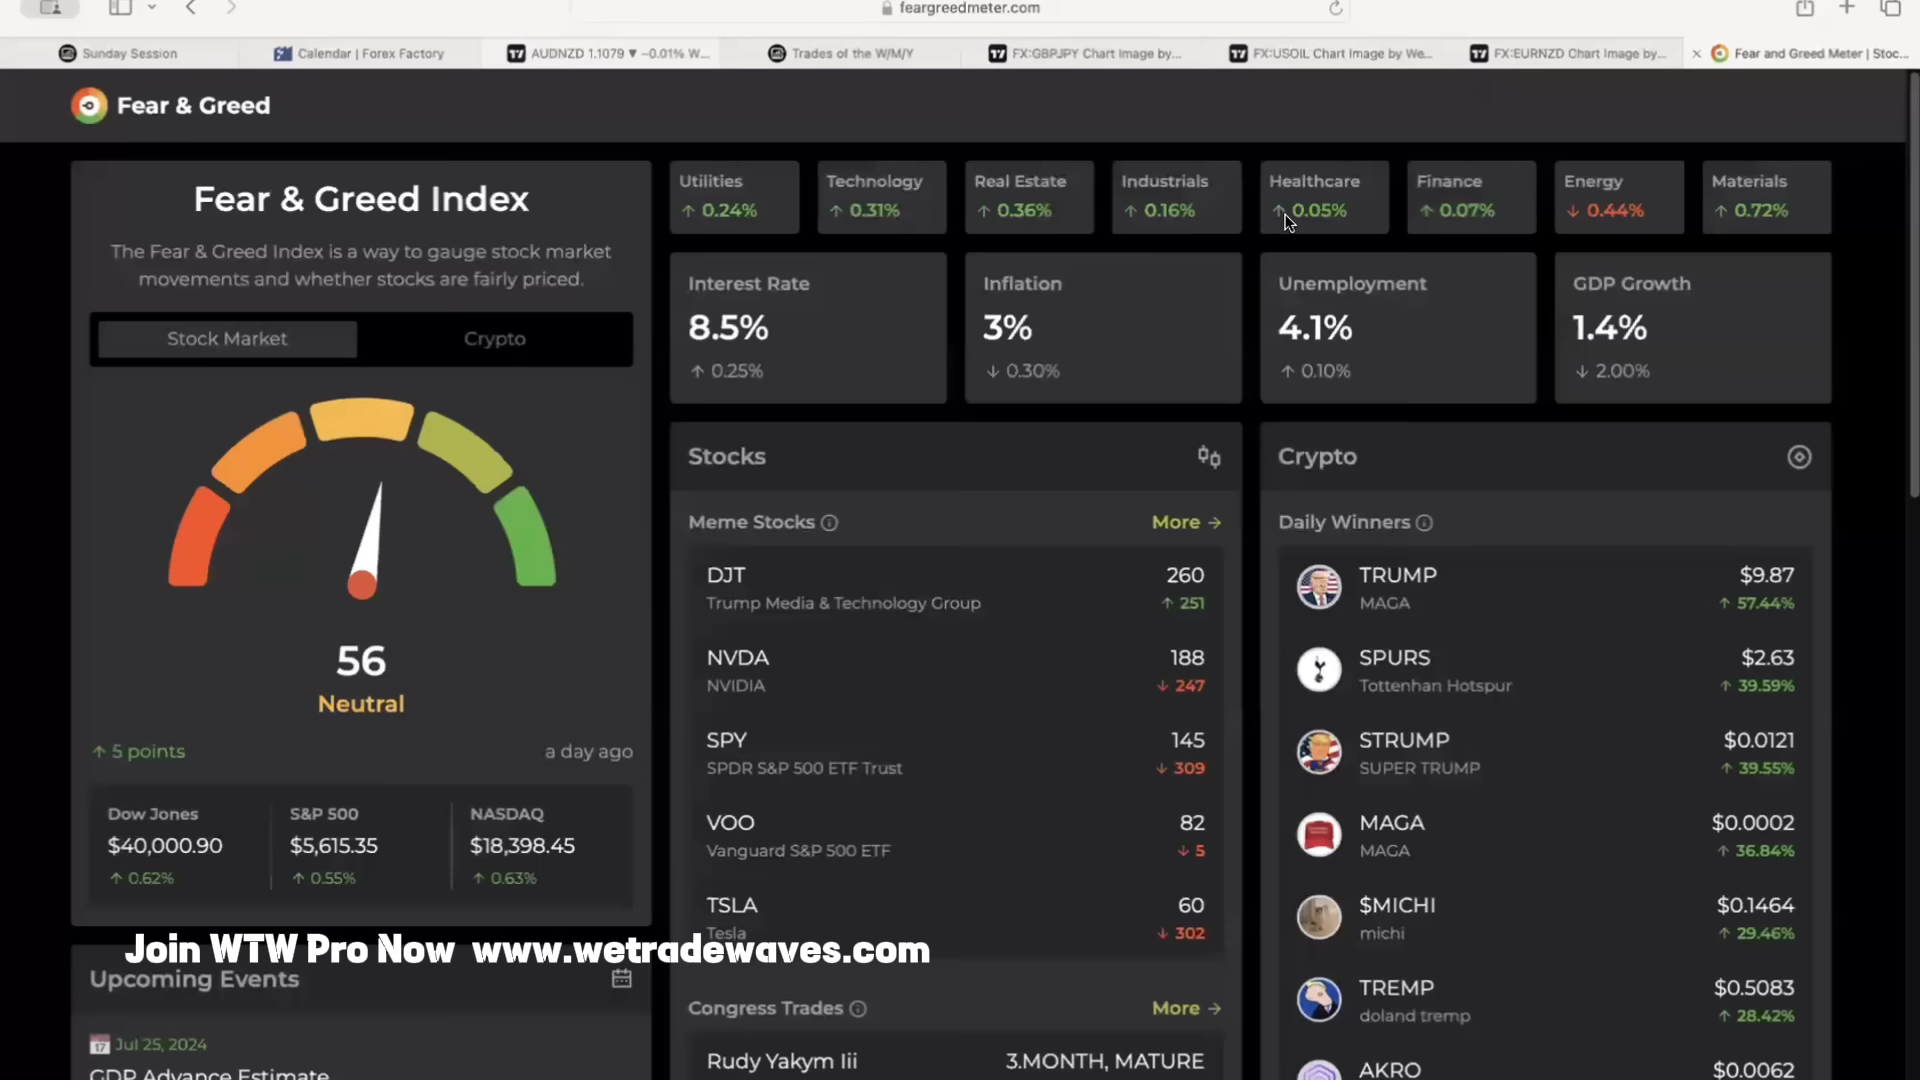 feargreedmeter.com
Sunday Session
Calendar | Forex Factory
AUDNZD 1.1079 ▼ −0.01% W...
Trades of the W/M/Y
FX:GBPJPY Chart Image by...
FX:USOIL Chart Image by We...
FX:EURNZD Chart Image by...
Fear and Greed Meter | Stoc...
Fear & Greed
Fear & Greed Index
The Fear & Greed Index is a way to gauge stock market
movements and whether stocks are fairly priced.
Stock Market
Crypto
56
Neutral
↑ 5 points
a day ago
Dow Jones
$40,000.90
↑ 0.62%
S&P 500
$5,615.35
↑ 0.55%
NASDAQ
$18,398.45
↑ 0.63%
Join WTW Pro Now www.wetradewaves.com
Upcoming Events
17
Jul 25, 2024
GDP Advance Estimate
Utilities
↑ 0.24%
Technology
↑ 0.31%
Real Estate
↑ 0.36%
Industrials
↑ 0.16%
Healthcare
↑ 0.05%
Finance
↑ 0.07%
Energy
↓ 0.44%
Materials
↑ 0.72%
Interest Rate
8.5%
↑ 0.25%
Inflation
3%
↓ 0.30%
Unemployment
4.1%
↑ 0.10%
GDP Growth
1.4%
↓ 2.00%
Stocks
Meme Stocks
More →
DJT
260
Trump Media & Technology Group
↑ 251
NVDA
188
NVIDIA
↓ 247
SPY
145
SPDR S&P 500 ETF Trust
↓ 309
VOO
82
Vanguard S&P 500 ETF
↓ 5
TSLA
60
Tesla
↓ 302
Congress Trades
More →
Rudy Yakym Iii
3.MONTH, MATURE
Crypto
Daily Winners
TRUMP
$9.87
MAGA
↑ 57.44%
SPURS
$2.63
Tottenhan Hotspur
↑ 39.59%
STRUMP
$0.0121
SUPER TRUMP
↑ 39.55%
MAGA
$0.0002
MAGA
↑ 36.84%
$MICHI
$0.1464
michi
↑ 29.46%
TREMP
$0.5083
doland tremp
↑ 28.42%
AKRO
$0.0062